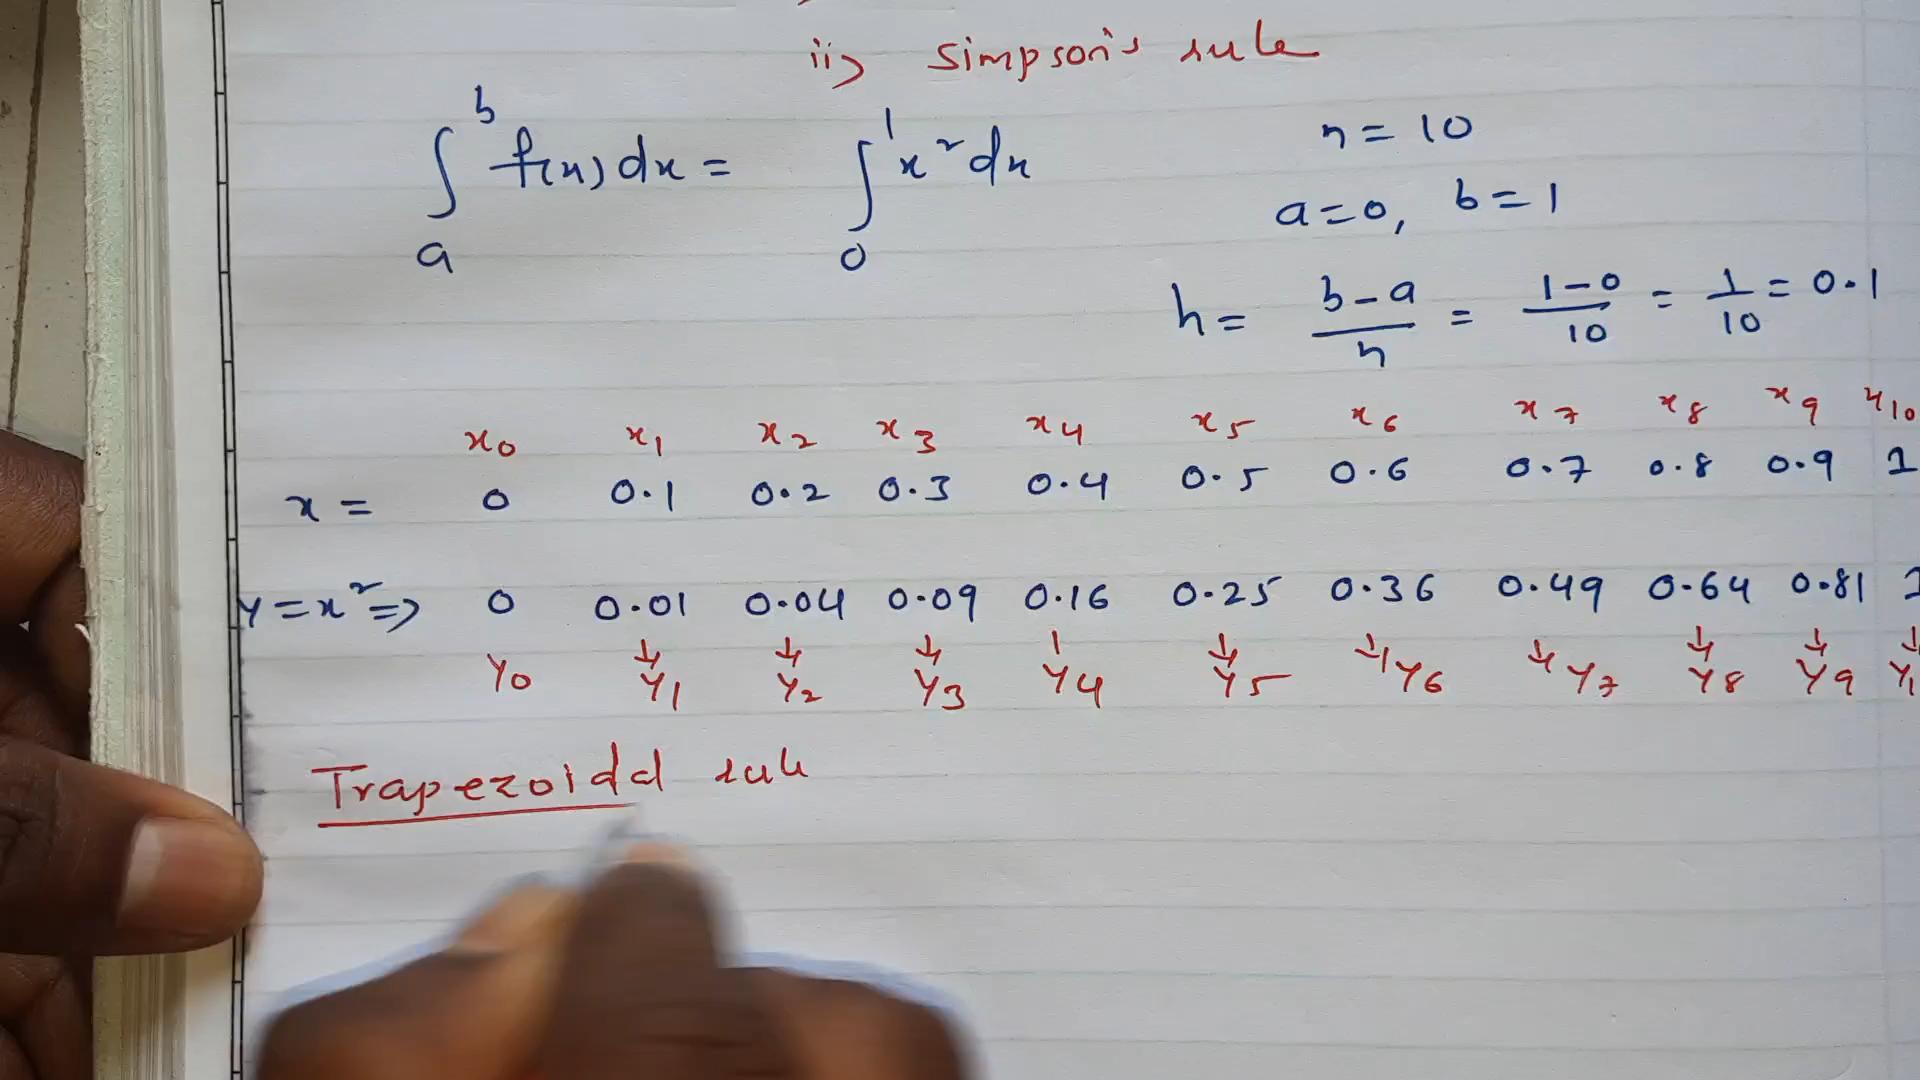 ii) Simpson's rule
∫_a^b f(x) dx = ∫_0^1 x² dx
n = 10
a = 0, b = 1
h = (b-a)/n = (1-0)/10 = 1/10 = 0.1
x₀ x₁ x₂ x₃ x₄ x₅ x₆ x₇ x₈ x₉ x₁₀
x = 0 0.1 0.2 0.3 0.4 0.5 0.6 0.7 0.8 0.9 1
y = x² ⇒ 0 0.01 0.04 0.09 0.16 0.25 0.36 0.49 0.64 0.81 1
↓ ↓ ↓ ↓ ↓ ↓ ↓ ↓ ↓ ↓
y₀ y₁ y₂ y₃ y₄ y₅ y₆ y₇ y₈ y₉
Trapezoidal rule